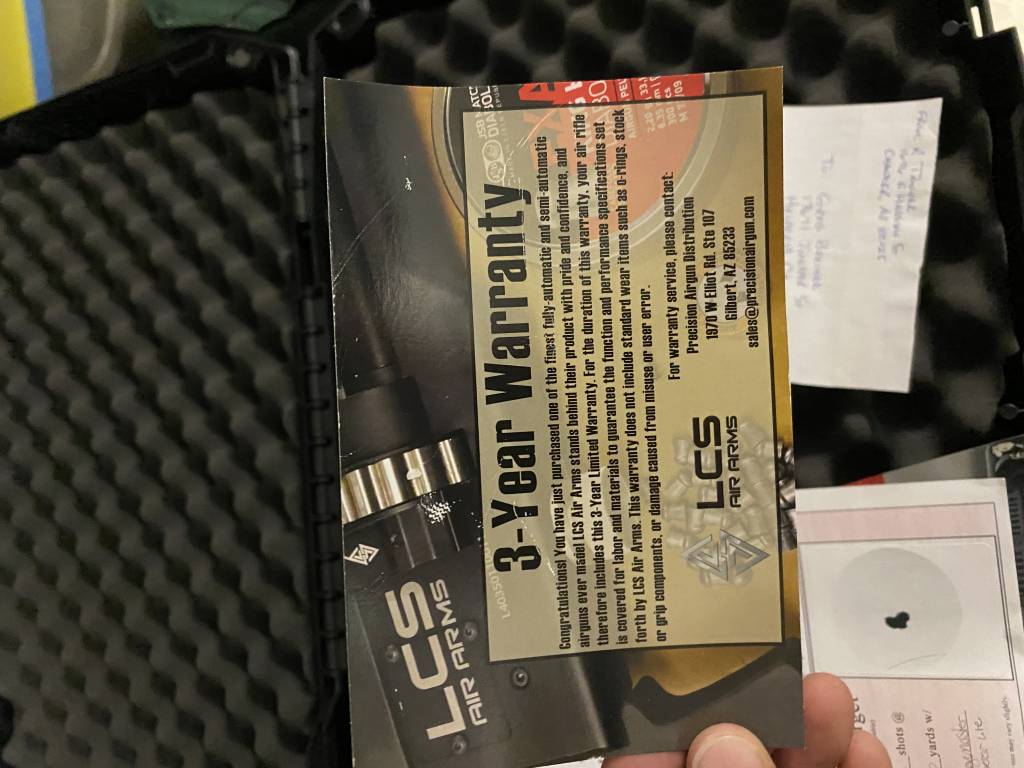 3-Year Warranty
Congratulations! You have just purchased one of the finest fully-automatic and semi-automatic
airguns ever made! LCS Air Arms stands behind their product with pride and confidence, and
therefore includes this 3-Year Limited Warranty. For the duration of this warranty, your air rifle
is covered for labor and materials to guarantee the function and performance specifications set
forth by LCS Air Arms. This warranty does not include standard wear items such as o-rings, stock
or grip components, or damage caused from misuse or user error.
For warranty service, please contact:
Precision Airgun Distribution
1970 W Elliot Rd. Ste 107
Gilbert, AZ 85233
sales@precisionairgun.com
LCS
AIR ARMS
LCS
AIR ARMS
shots @
yards w/